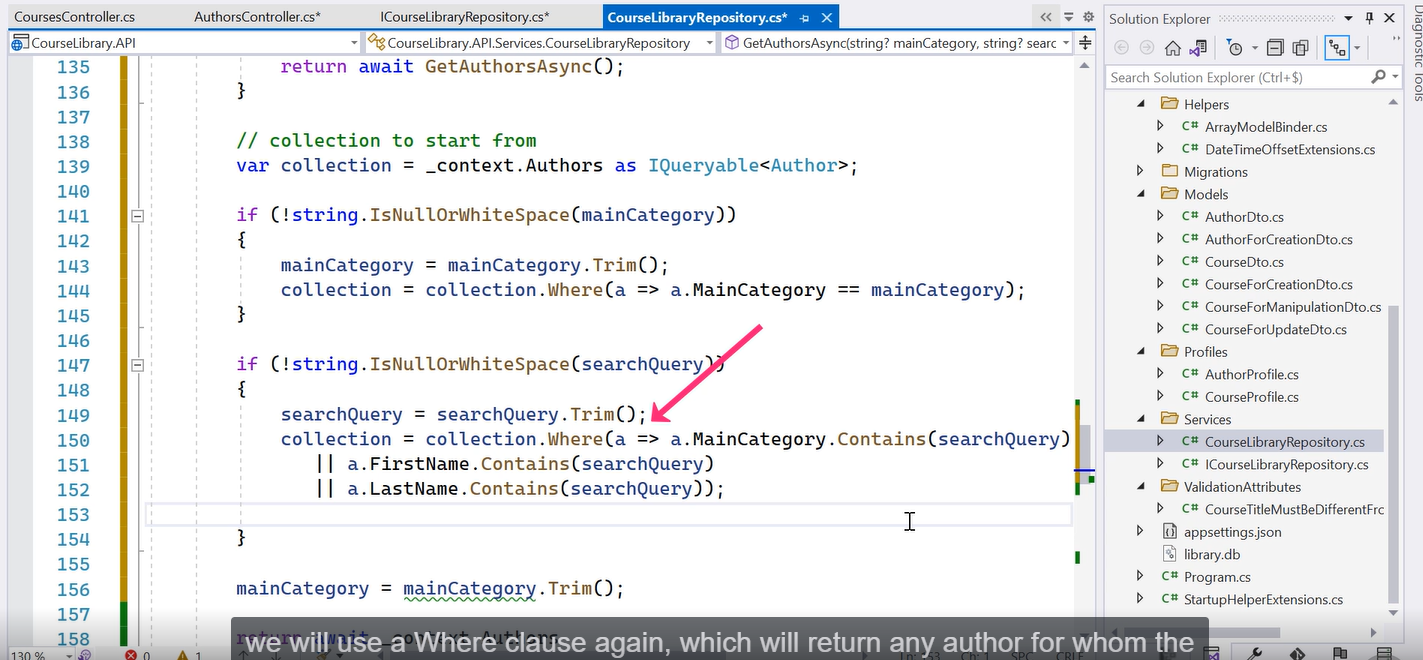 CoursesController.cs AuthorsController.cs* ICourseLibraryRepository.cs* CourseLibraryRepository.cs*
CourseLibrary.API CourseLibrary.API.Services.CourseLibraryRepository GetAuthorsAsync(string? mainCategory, string? searc
135 return await GetAuthorsAsync();
136 }
137
138 // collection to start from
139 var collection = _context.Authors as IQueryable<Author>;
140
141 if (!string.IsNullOrWhiteSpace(mainCategory))
142 {
143 mainCategory = mainCategory.Trim();
144 collection = collection.Where(a => a.MainCategory == mainCategory);
145 }
146
147 if (!string.IsNullOrWhiteSpace(searchQuery))
148 {
149 searchQuery = searchQuery.Trim();
150 collection = collection.Where(a => a.MainCategory.Contains(searchQuery)
151 || a.FirstName.Contains(searchQuery)
152 || a.LastName.Contains(searchQuery));
153
154 }
155
156 mainCategory = mainCategory.Trim();
157
158 return await _context.Authors
we will use a Where clause again, which will return any author for whom the
130 % 0 1
Solution Explorer
Search Solution Explorer (Ctrl+$)
Helpers
C# ArrayModelBinder.cs
C# DateTimeOffsetExtensions.cs
Migrations
Models
C# AuthorDto.cs
C# AuthorForCreationDto.cs
C# CourseDto.cs
C# CourseForCreationDto.cs
C# CourseForManipulationDto.cs
C# CourseForUpdateDto.cs
Profiles
C# AuthorProfile.cs
C# CourseProfile.cs
Services
C# CourseLibraryRepository.cs
C# ICourseLibraryRepository.cs
ValidationAttributes
C# CourseTitleMustBeDifferentFrc
appsettings.json
library.db
C# Program.cs
C# StartupHelperExtensions.cs
Diagnostic Tools